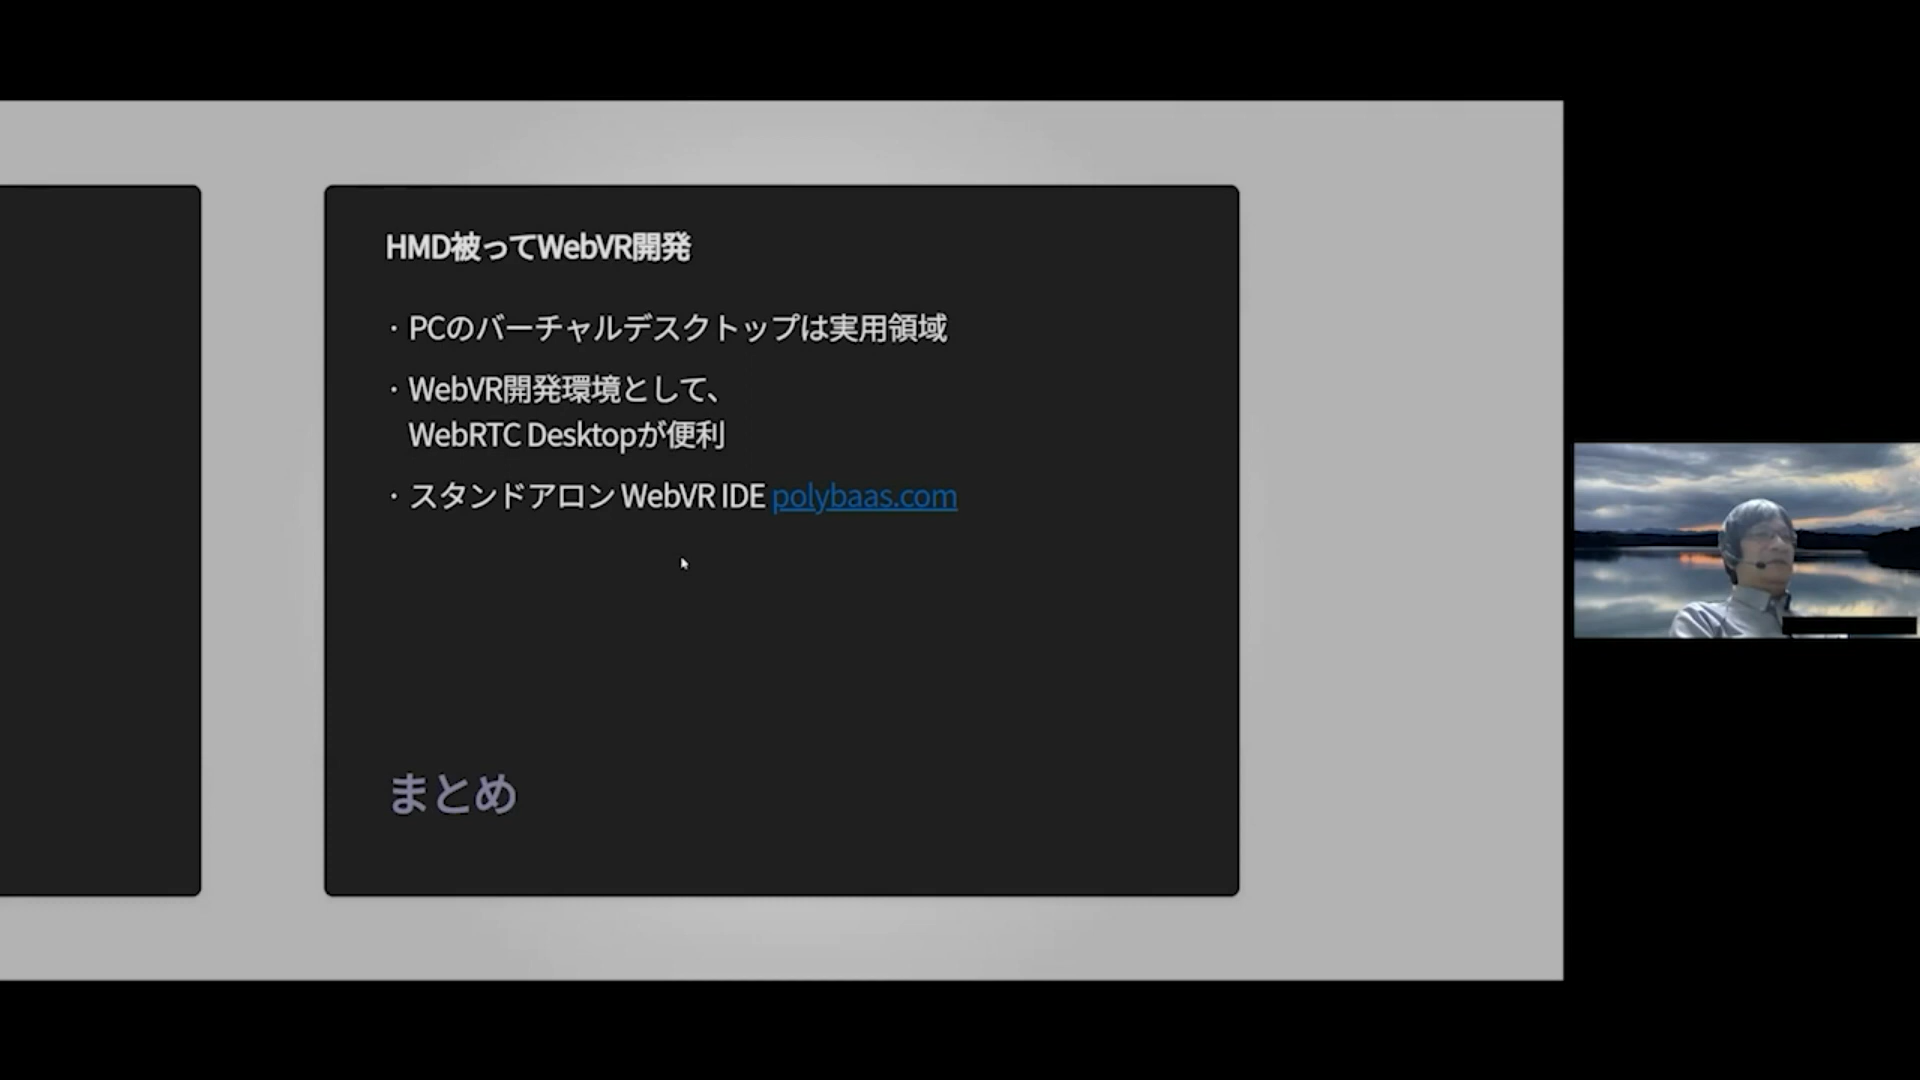 HMD被ってWebVR開発
・PCのバーチャルデスクトップは実用領域
・WebVR開発環境として、
WebRTC Desktopが便利
・スタンドアロン WebVR IDE polybaas.com
まとめ